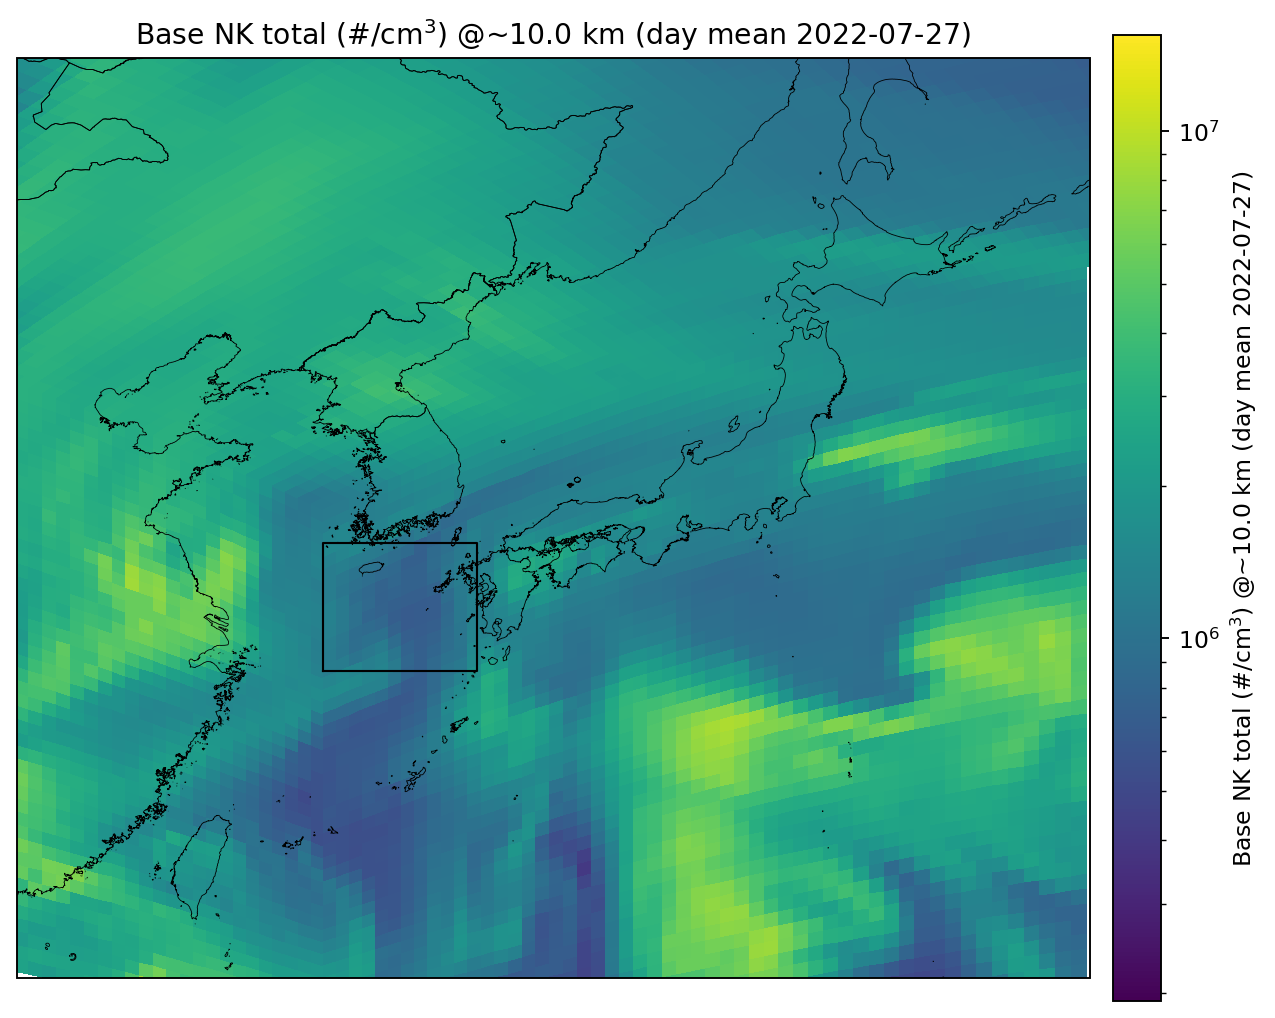 Base NK total (#/cm³) @~10.0 km (day mean 2022-07-27)
10⁷
10⁶
Base NK total (#/cm³) @~10.0 km (day mean 2022-07-27)